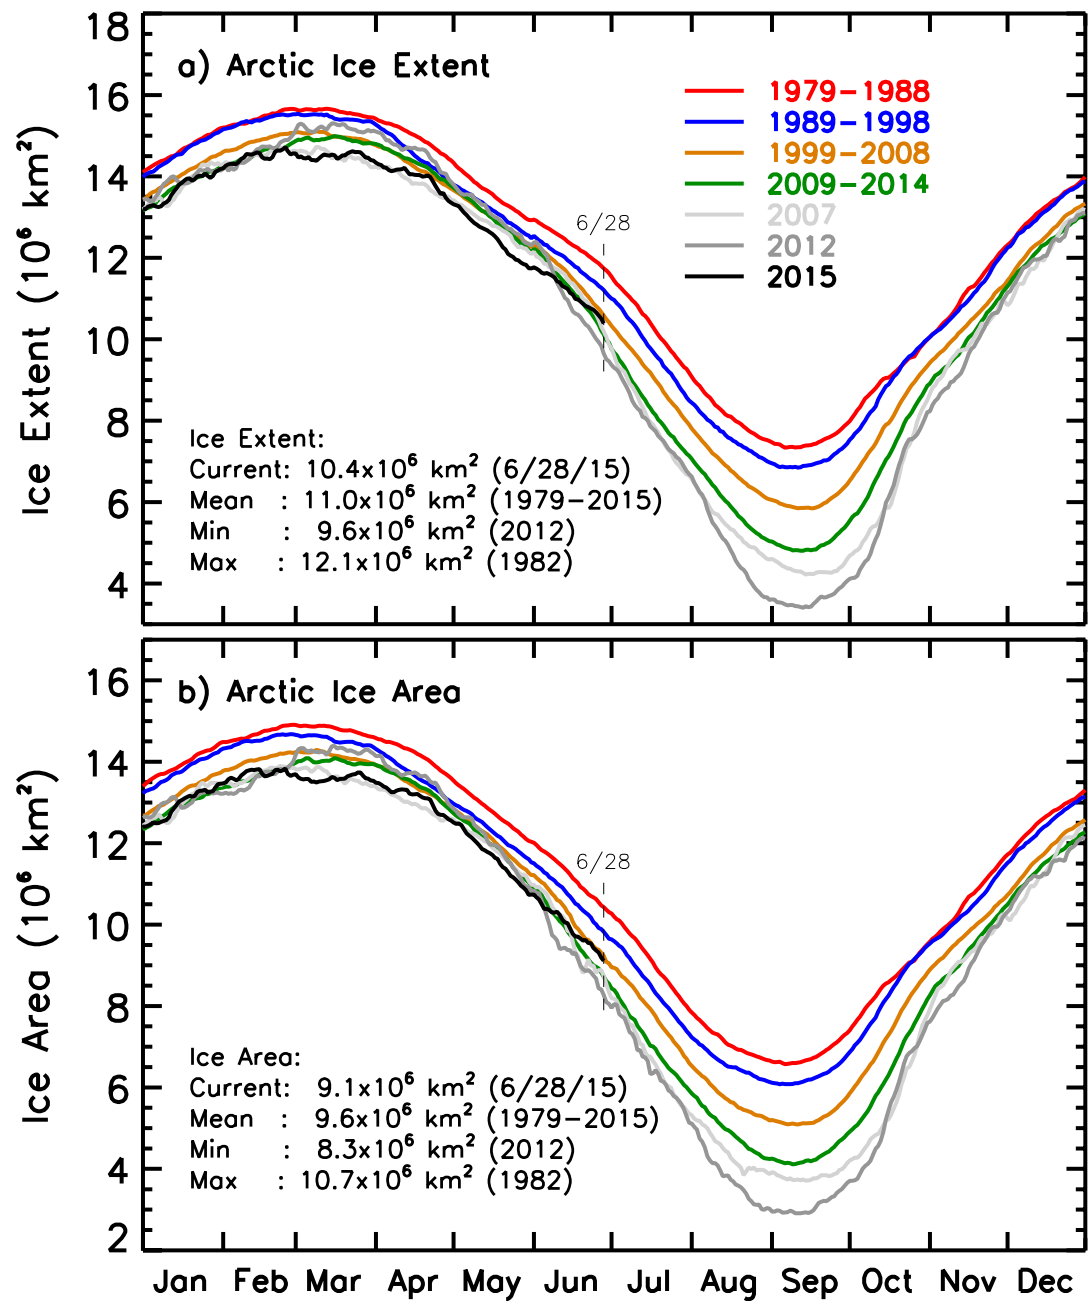 18
16
14
12
10
8
6
4
Ice Extent (10⁶ km²)
a) Arctic Ice Extent
1979−1988
1989−1998
1999−2008
2009−2014
2007
2012
2015
6/28
Ice Extent:
Current: 10.4x10⁶ km² (6/28/15)
Mean : 11.0x10⁶ km² (1979−2015)
Min : 9.6x10⁶ km² (2012)
Max : 12.1x10⁶ km² (1982)
16
14
12
10
8
6
4
2
Ice Area (10⁶ km²)
b) Arctic Ice Area
6/28
Ice Area:
Current: 9.1x10⁶ km² (6/28/15)
Mean : 9.6x10⁶ km² (1979−2015)
Min : 8.3x10⁶ km² (2012)
Max : 10.7x10⁶ km² (1982)
Jan Feb Mar Apr May Jun Jul Aug Sep Oct Nov Dec